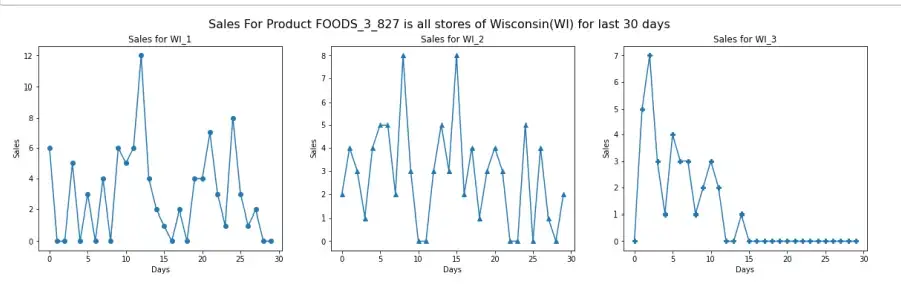 Sales For Product FOODS_3_827 is all stores of Wisconsin(WI) for last 30 days
Sales for WI_1
12
10
8
6
4
2
0
Sales
0 5 10 15 20 25 30
Days
Sales for WI_2
8
7
6
5
4
3
2
1
0
Sales
0 5 10 15 20 25 30
Days
Sales for WI_3
7
6
5
4
3
2
1
0
Sales
0 5 10 15 20 25 30
Days